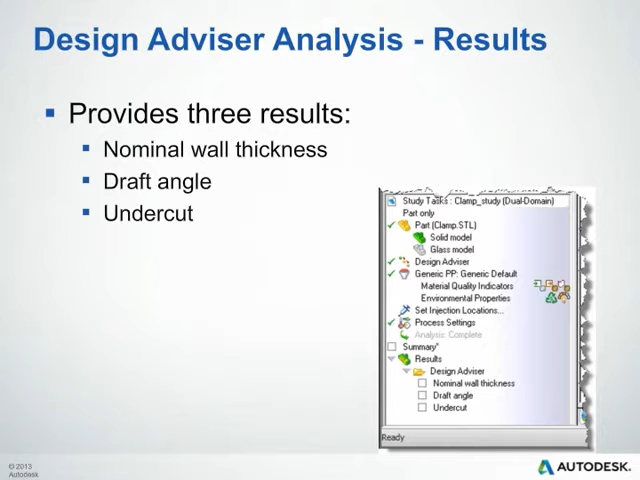 Design Adviser Analysis - Results
Provides three results:
Nominal wall thickness
Draft angle
Undercut
Study Tasks : Clamp_study (Dual-Domain)
Part only
Part (Clamp.STL)
Solid model
Glass model
Design Adviser
Generic PP: Generic Default
Material Quality Indicators
Environmental Properties
Set Injection Locations...
Process Settings
Analysis: Complete
Summary*
Results
Design Adviser
Nominal wall thickness
Draft angle
Undercut
Ready
© 2013
Autodesk
AUTODESK.